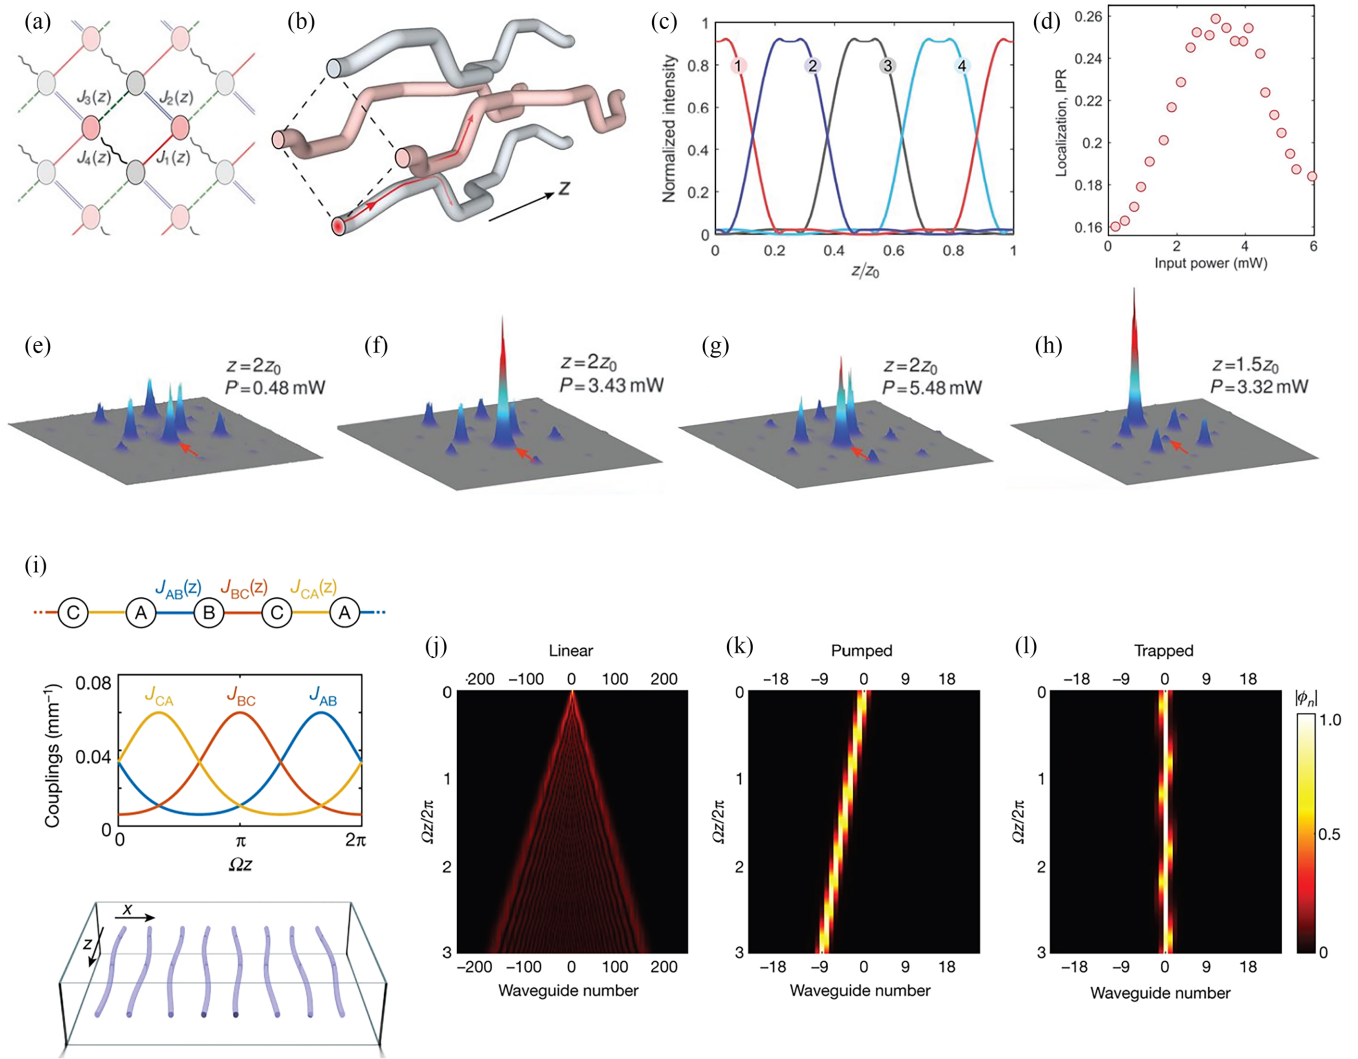 (a)
J3(z)
J2(z)
J4(z)
J1(z)
(b)
z
(c)
Normalized intensity
1
0.8
0.6
0.4
0.2
0
1
2
3
4
0
0.2
0.4
0.6
0.8
1
z/z0
(d)
Localization, IPR
0.26
0.24
0.22
0.20
0.18
0.16
0
2
4
6
Input power (mW)
(e)
z=2z0
P=0.48 mW
(f)
z=2z0
P=3.43 mW
(g)
z=2z0
P=5.48 mW
(h)
z=1.5z0
P=3.32 mW
(i)
JAB(z)
JBC(z)
JCA(z)
C
A
B
C
A
Couplings (mm−1)
0.08
0.04
0
JCA
JBC
JAB
0
π
2π
Ωz
x
z
(j)
Linear
−200
−100
0
100
200
0
1
2
3
Ωz/2π
−200
−100
0
100
200
Waveguide number
(k)
Pumped
−18
−9
0
9
18
0
1
2
3
Ωz/2π
−18
−9
0
9
18
Waveguide number
(l)
Trapped
−18
−9
0
9
18
0
1
2
3
Ωz/2π
−18
−9
0
9
18
Waveguide number
|ϕn|
1.0
0.5
0